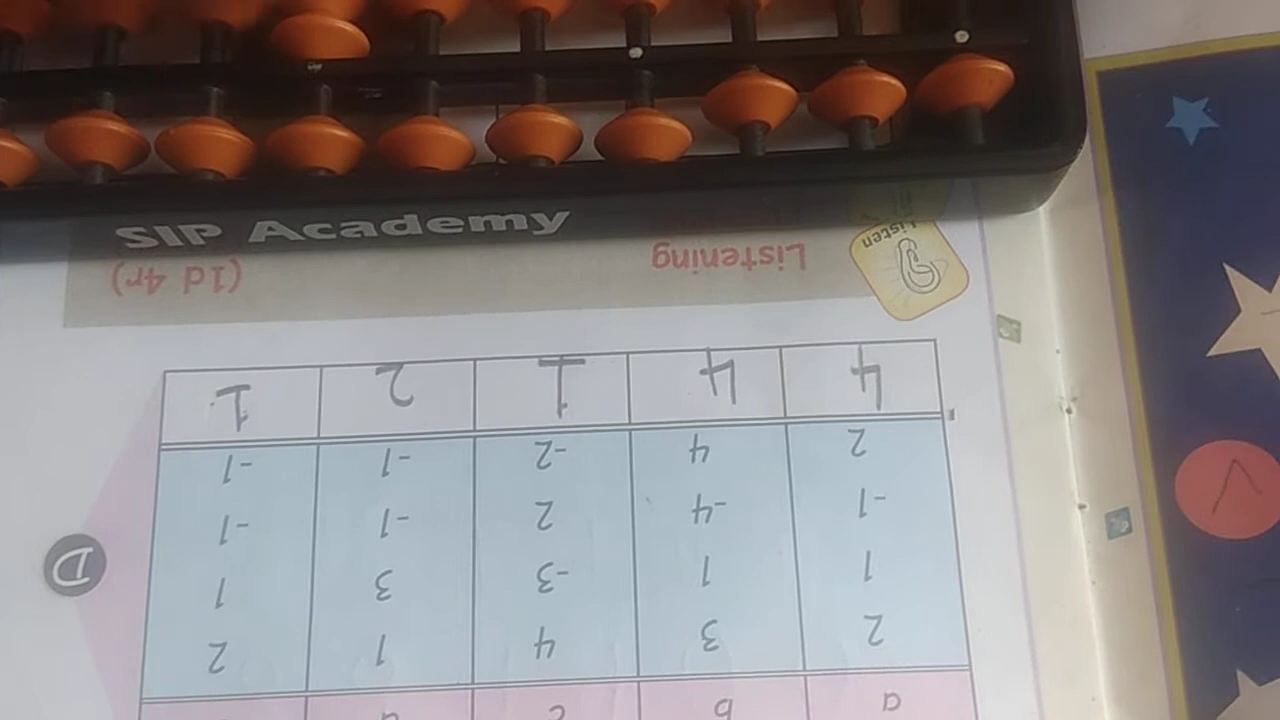 SIP Academy
a b c d
2 3 4 1 2
1 1 -3 3 1
D
-1 -4 2 -1 -1
2 4 -2 -1 -1
4 4 1 2 1
Listen
Listening (1d 4r)